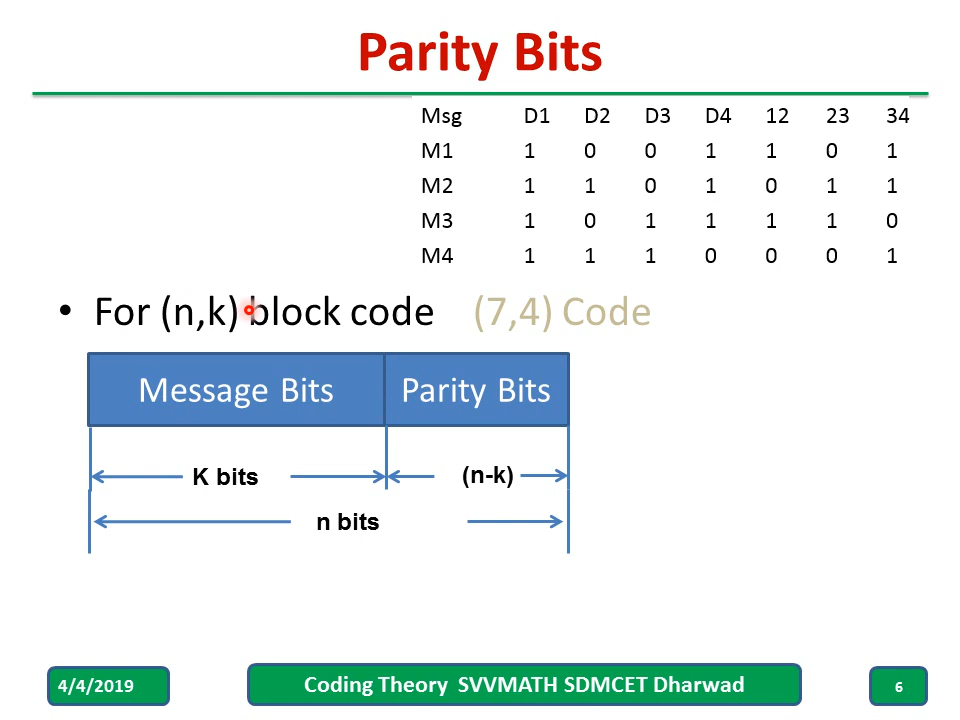 Parity Bits
Msg D1 D2 D3 D4 12 23 34
M1 1 0 0 1 1 0 1
M2 1 1 0 1 0 1 1
M3 1 0 1 1 1 1 0
M4 1 1 1 0 0 0 1
• For (n,k) block code (7,4) Code
Message Bits Parity Bits
K bits (n-k)
n bits
4/4/2019 Coding Theory SVVMATH SDMCET Dharwad 6